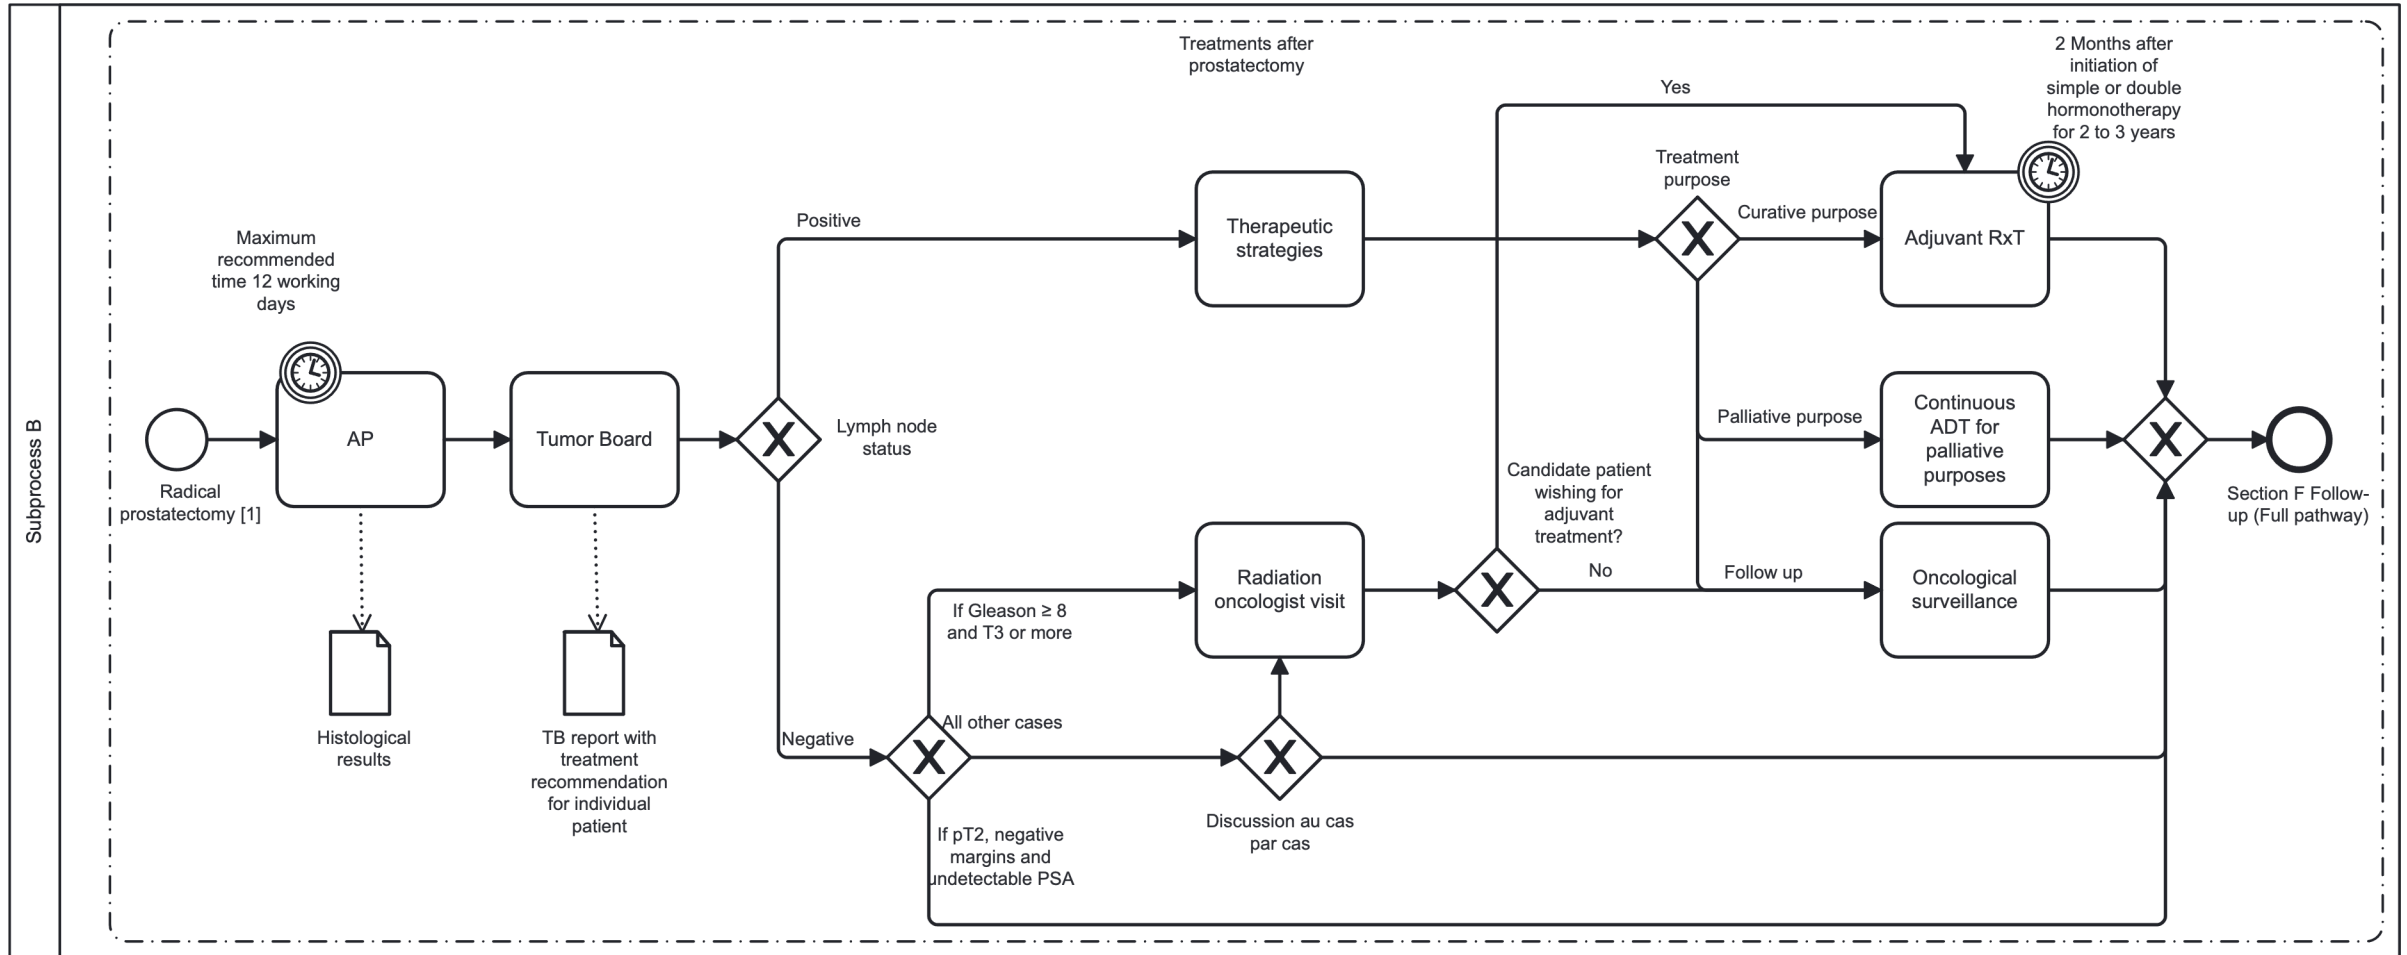 Subprocess B
Treatments after
prostatectomy
2 Months after
initiation of
simple or double
hormonotherapy
for 2 to 3 years
Yes
Treatment
purpose
Positive
Therapeutic
strategies
Curative purpose
Adjuvant RxT
Maximum
recommended
time 12 working
days
AP
Tumor Board
Lymph node
status
Radical
prostatectomy [1]
Palliative purpose
Continuous
ADT for
palliative
purposes
Candidate patient
wishing for
adjuvant
treatment?
Section F Follow-
up (Full pathway)
If Gleason ≥ 8
and T3 or more
Radiation
oncologist visit
No
Follow up
Oncological
surveillance
Histological
results
TB report with
treatment
recommendation
for individual
patient
Negative
All other cases
Discussion au cas
par cas
If pT2, negative
margins and
undetectable PSA